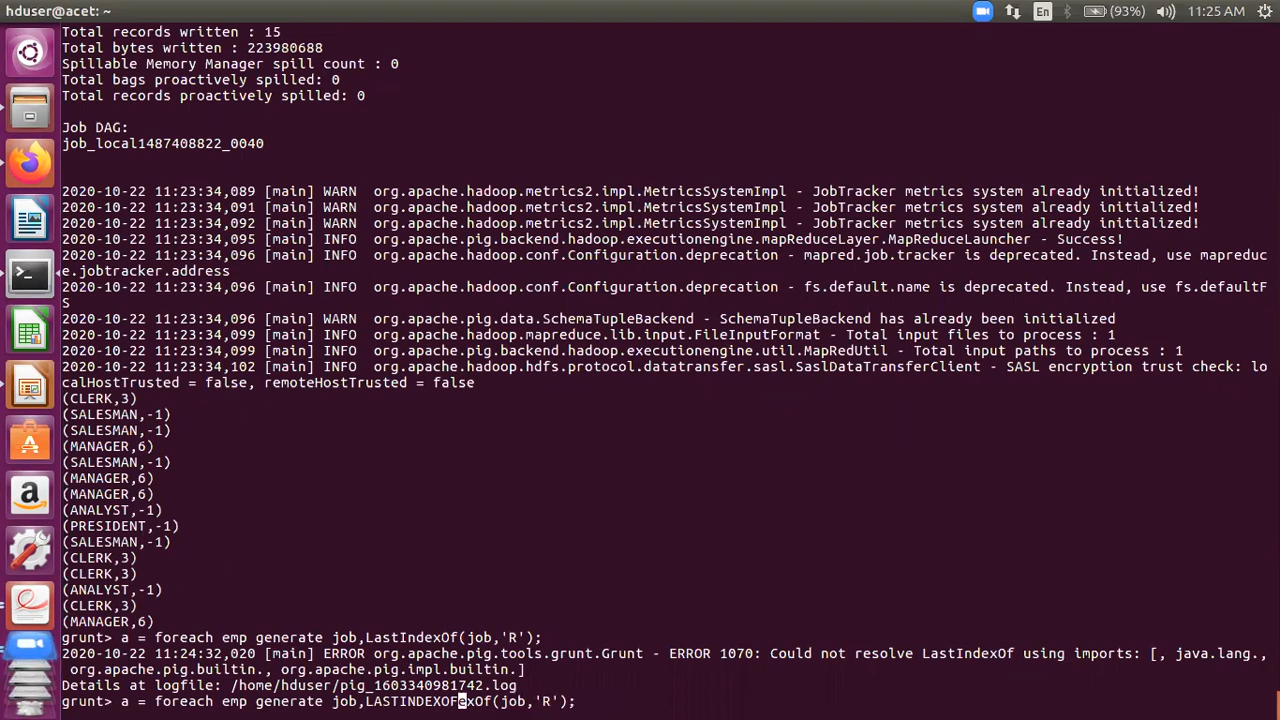 hduser@acet: ~
En
(93%)
11:25 AM
Total records written : 15
Total bytes written : 223980688
Spillable Memory Manager spill count : 0
Total bags proactively spilled: 0
Total records proactively spilled: 0
Job DAG:
job_local1487408822_0040
2020-10-22 11:23:34,089 [main] WARN  org.apache.hadoop.metrics2.impl.MetricsSystemImpl - JobTracker metrics system already initialized!
2020-10-22 11:23:34,091 [main] WARN  org.apache.hadoop.metrics2.impl.MetricsSystemImpl - JobTracker metrics system already initialized!
2020-10-22 11:23:34,092 [main] WARN  org.apache.hadoop.metrics2.impl.MetricsSystemImpl - JobTracker metrics system already initialized!
2020-10-22 11:23:34,095 [main] INFO  org.apache.pig.backend.hadoop.executionengine.mapReduceLayer.MapReduceLauncher - Success!
2020-10-22 11:23:34,096 [main] INFO  org.apache.hadoop.conf.Configuration.deprecation - mapred.job.tracker is deprecated. Instead, use mapreduc
e.jobtracker.address
2020-10-22 11:23:34,096 [main] INFO  org.apache.hadoop.conf.Configuration.deprecation - fs.default.name is deprecated. Instead, use fs.defaultF
S
2020-10-22 11:23:34,096 [main] WARN  org.apache.pig.data.SchemaTupleBackend - SchemaTupleBackend has already been initialized
2020-10-22 11:23:34,099 [main] INFO  org.apache.hadoop.mapreduce.lib.input.FileInputFormat - Total input files to process : 1
2020-10-22 11:23:34,099 [main] INFO  org.apache.pig.backend.hadoop.executionengine.util.MapRedUtil - Total input paths to process : 1
2020-10-22 11:23:34,102 [main] INFO  org.apache.hadoop.hdfs.protocol.datatransfer.sasl.SaslDataTransferClient - SASL encryption trust check: lo
calHostTrusted = false, remoteHostTrusted = false
(CLERK,3)
(SALESMAN,-1)
(SALESMAN,-1)
(MANAGER,6)
(SALESMAN,-1)
(MANAGER,6)
(MANAGER,6)
(ANALYST,-1)
(PRESIDENT,-1)
(SALESMAN,-1)
(CLERK,3)
(CLERK,3)
(ANALYST,-1)
(CLERK,3)
(MANAGER,6)
grunt> a = foreach emp generate job,LastIndexOf(job,'R');
2020-10-22 11:24:32,020 [main] ERROR org.apache.pig.tools.grunt.Grunt - ERROR 1070: Could not resolve LastIndexOf using imports: [, java.lang.,
 org.apache.pig.builtin., org.apache.pig.impl.builtin.]
Details at logfile: /home/hduser/pig_1603340981742.log
grunt> a = foreach emp generate job,LASTINDEXOFexOf(job,'R');